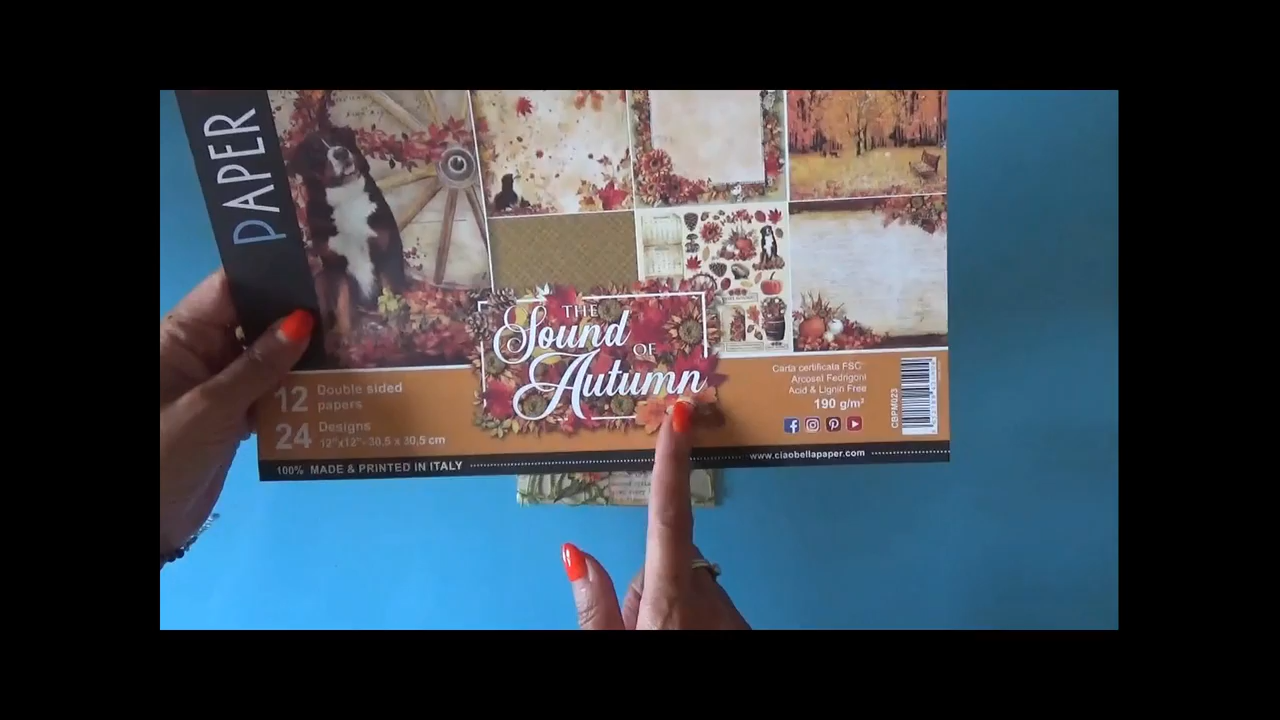 PAPER
THE
Sound
OF
Autumn
12 Double sided
papers
24 Designs
12"x12"- 30,5 x 30,5 cm
Carta certificata FSC™
Arcoset Fedrigoni
Acid & Lignin Free
190 g/m²
CBPM023
100% MADE & PRINTED IN ITALY
www.ciaobellapaper.com